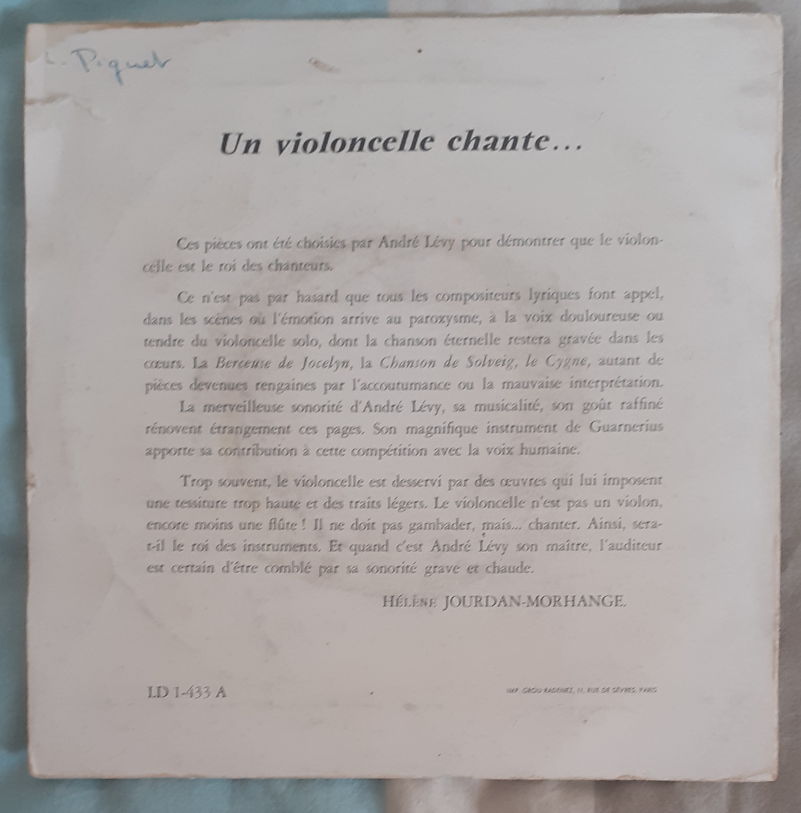 L. Piquet
Un violoncelle chante...
Ces pièces ont été choisies par André Lévy pour démontrer que le violon-
celle est le roi des chanteurs.
Ce n'est pas par hasard que tous les compositeurs lyriques font appel,
dans les scènes où l'émotion arrive au paroxysme, à la voix douloureuse ou
tendre du violoncelle solo, dont la chanson éternelle restera gravée dans les
cœurs. La Berceuse de Jocelyn, la Chanson de Solveig, le Cygne, autant de
pièces devenues rengaines par l'accoutumance ou la mauvaise interprétation.
La merveilleuse sonorité d'André Lévy, sa musicalité, son goût raffiné
rénovent étrangement ces pages. Son magnifique instrument de Guarnerius
apporte sa contribution à cette compétition avec la voix humaine.
Trop souvent, le violoncelle est desservi par des œuvres qui lui imposent
une tessiture trop haute et des traits légers. Le violoncelle n'est pas un violon,
encore moins une flûte ! Il ne doit pas gambader, mais... chanter. Ainsi, sera-
t-il le roi des instruments. Et quand c'est André Lévy son maître, l'auditeur
est certain d'être comblé par sa sonorité grave et chaude.
HÉLÈNE JOURDAN-MORHANGE.
LD 1-433 A
IMP. GROU-RADENEZ, 11, RUE DE SÈVRES, PARIS